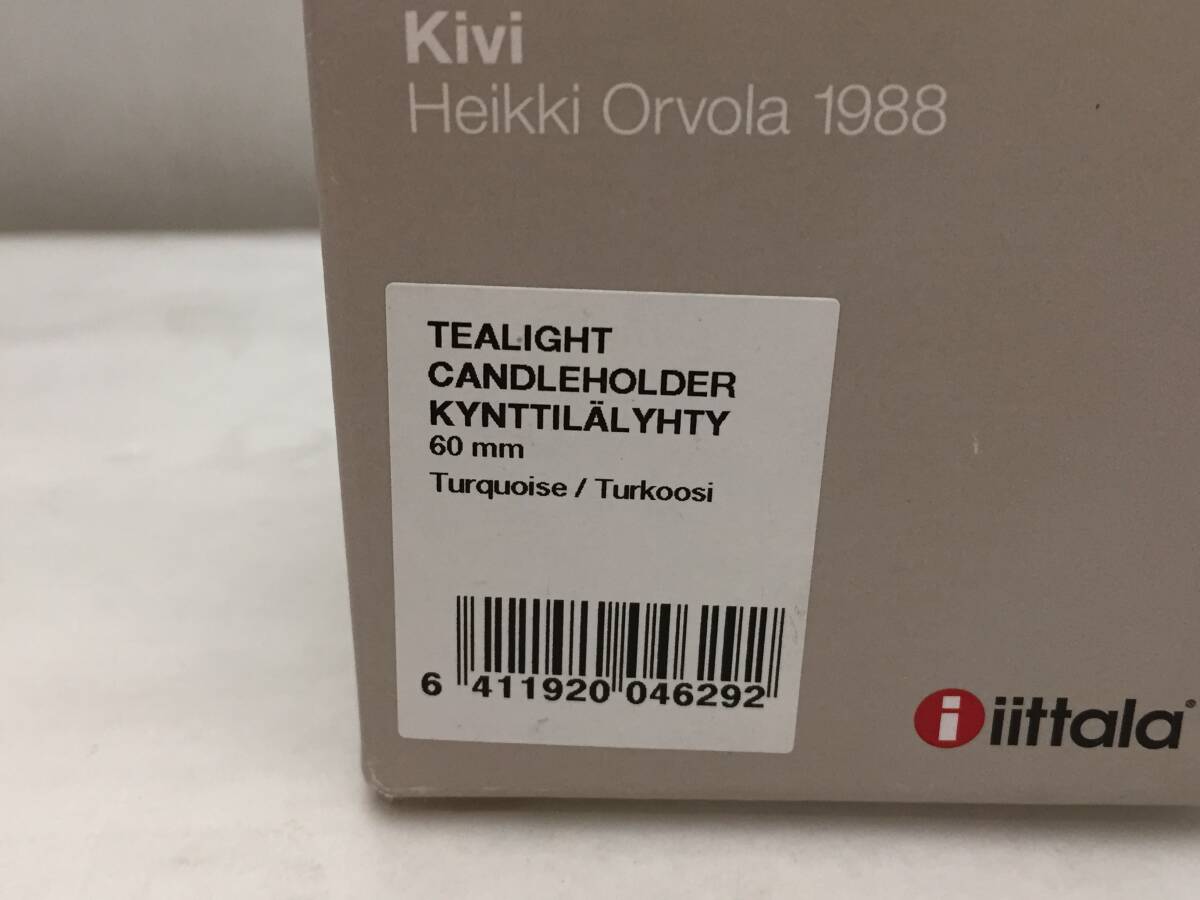 Kivi
Heikki Orvola 1988
TEALIGHT
CANDLEHOLDER
KYNTTILÄLYHTY
60 mm
Turquoise / Turkoosi
6 411920 046292
iittala